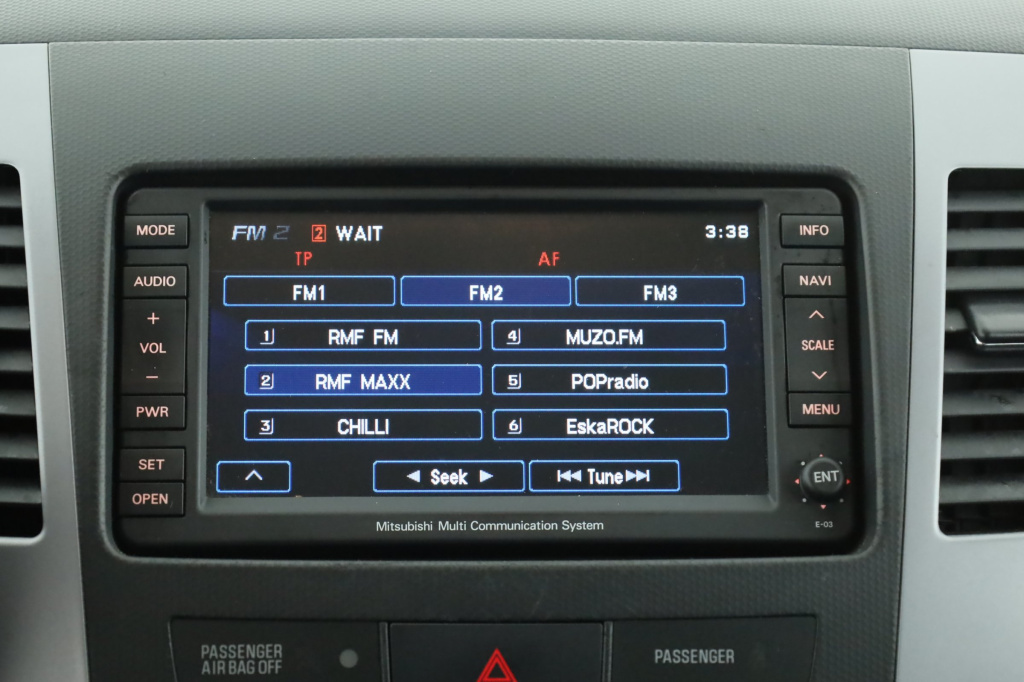 MODE
AUDIO
+
VOL
−
PWR
SET
OPEN
FM 2 2 WAIT 3:38
TP AF
FM1 FM2 FM3
1 RMF FM 4 MUZO.FM
2 RMF MAXX 5 POPradio
3 CHILLI 6 EskaROCK
Seek Tune
INFO
NAVI
SCALE
MENU
ENT
E-03
Mitsubishi Multi Communication System
PASSENGER
AIR BAG OFF
PASSENGER